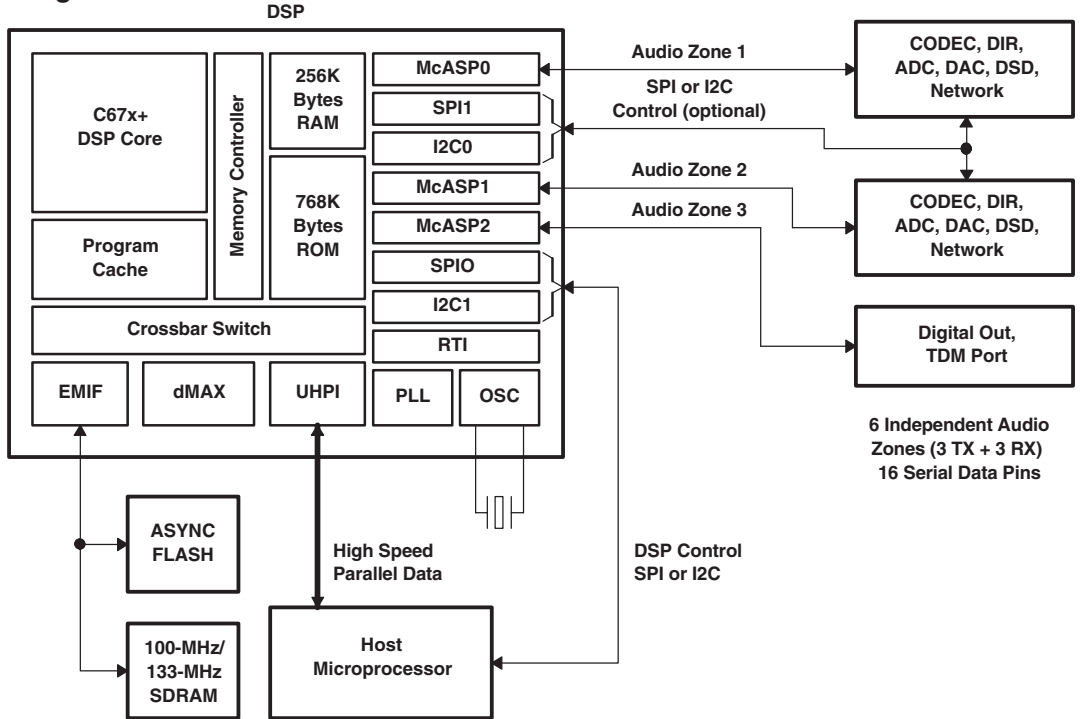 DSP
C67x+
DSP Core
Program
Cache
Memory Controller
256K
Bytes
RAM
768K
Bytes
ROM
Crossbar Switch
McASP0
SPI1
I2C0
McASP1
McASP2
SPIO
I2C1
RTI
EMIF
dMAX
UHPI
PLL
OSC
Audio Zone 1
SPI or I2C
Control (optional)
Audio Zone 2
Audio Zone 3
CODEC, DIR,
ADC, DAC, DSD,
Network
CODEC, DIR,
ADC, DAC, DSD,
Network
Digital Out,
TDM Port
6 Independent Audio
Zones (3 TX + 3 RX)
16 Serial Data Pins
ASYNC
FLASH
High Speed
Parallel Data
DSP Control
SPI or I2C
100-MHz/
133-MHz
SDRAM
Host
Microprocessor